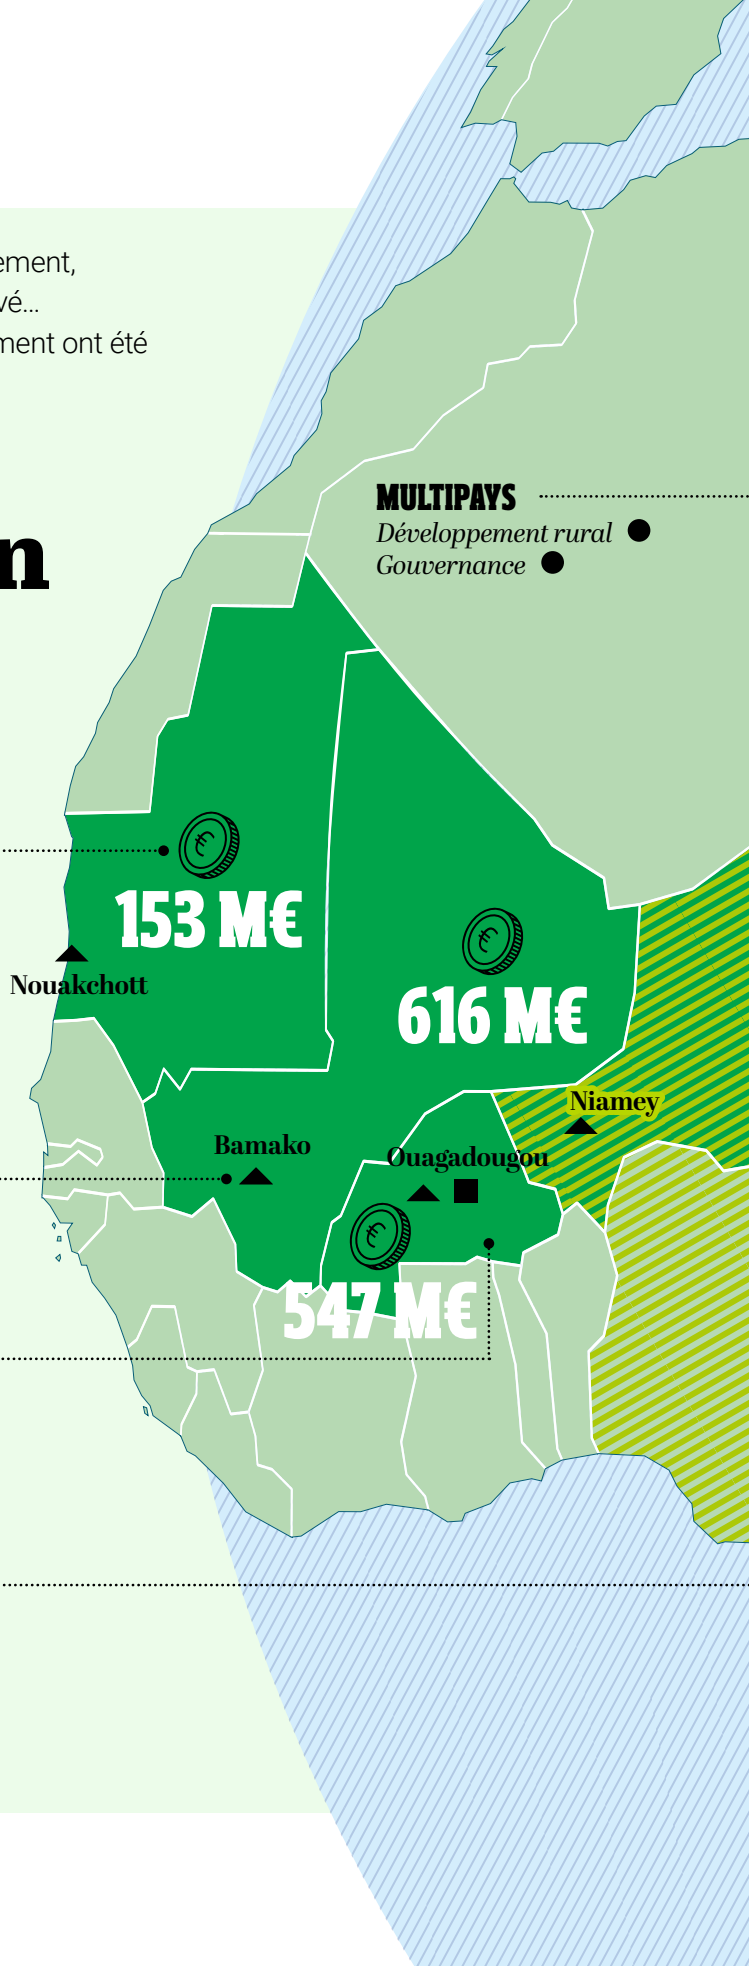 ement,
vé...
ment ont été
n
MULTIPAYS
Développement rural
Gouvernance
153 M€
Nouakchott
616 M€
Niamey
Bamako
Ouagadougou
547 M€